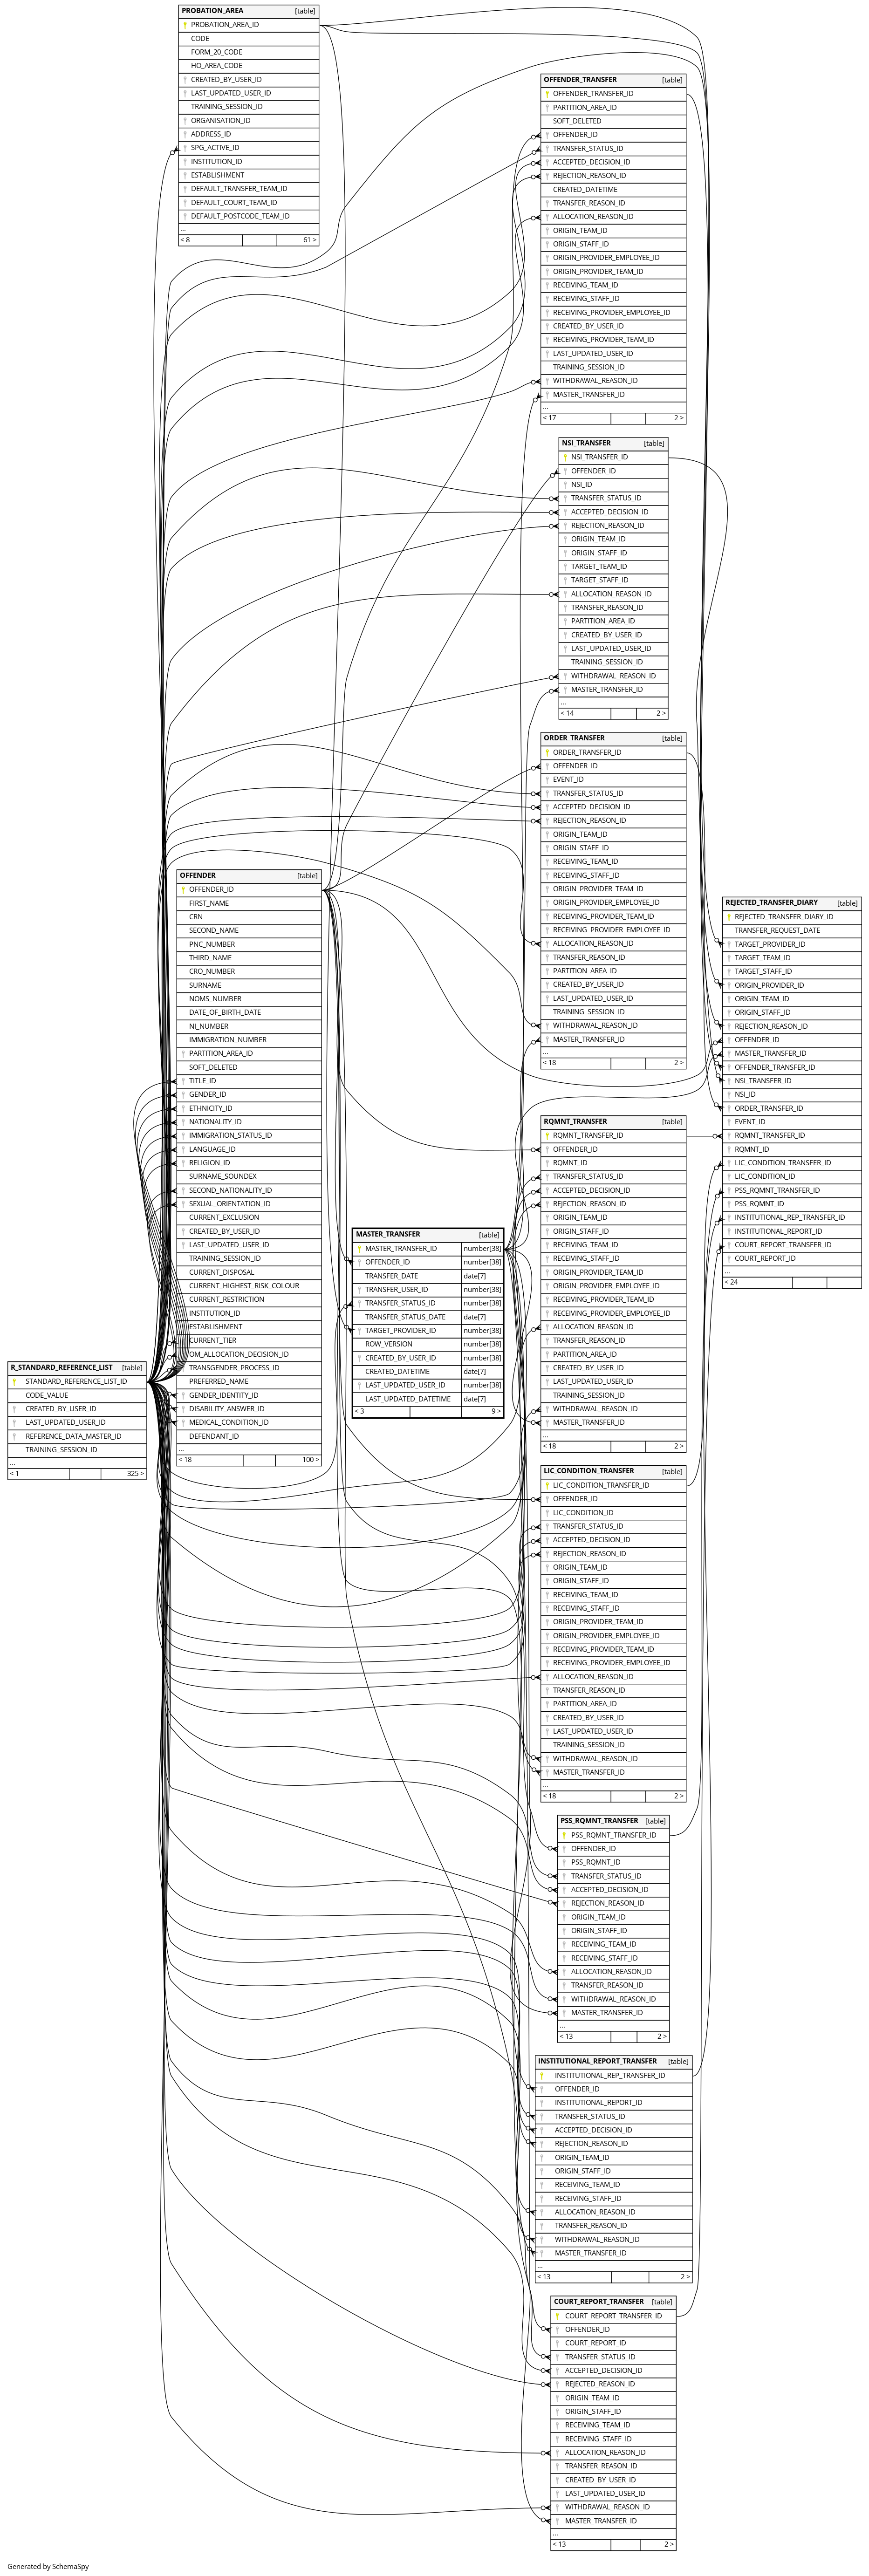 PROBATION_AREA [table]
PROBATION_AREA_ID
CODE
FORM_20_CODE
HO_AREA_CODE
CREATED_BY_USER_ID
LAST_UPDATED_USER_ID
TRAINING_SESSION_ID
ORGANISATION_ID
ADDRESS_ID
SPG_ACTIVE_ID
INSTITUTION_ID
ESTABLISHMENT
DEFAULT_TRANSFER_TEAM_ID
DEFAULT_COURT_TEAM_ID
DEFAULT_POSTCODE_TEAM_ID
...
< 8 61 >
OFFENDER_TRANSFER [table]
OFFENDER_TRANSFER_ID
PARTITION_AREA_ID
SOFT_DELETED
OFFENDER_ID
TRANSFER_STATUS_ID
ACCEPTED_DECISION_ID
REJECTION_REASON_ID
CREATED_DATETIME
TRANSFER_REASON_ID
ALLOCATION_REASON_ID
ORIGIN_TEAM_ID
ORIGIN_STAFF_ID
ORIGIN_PROVIDER_EMPLOYEE_ID
ORIGIN_PROVIDER_TEAM_ID
RECEIVING_TEAM_ID
RECEIVING_STAFF_ID
RECEIVING_PROVIDER_EMPLOYEE_ID
CREATED_BY_USER_ID
RECEIVING_PROVIDER_TEAM_ID
LAST_UPDATED_USER_ID
TRAINING_SESSION_ID
WITHDRAWAL_REASON_ID
MASTER_TRANSFER_ID
...
< 17 2 >
NSI_TRANSFER [table]
NSI_TRANSFER_ID
OFFENDER_ID
NSI_ID
TRANSFER_STATUS_ID
ACCEPTED_DECISION_ID
REJECTION_REASON_ID
ORIGIN_TEAM_ID
ORIGIN_STAFF_ID
TARGET_TEAM_ID
TARGET_STAFF_ID
ALLOCATION_REASON_ID
TRANSFER_REASON_ID
PARTITION_AREA_ID
CREATED_BY_USER_ID
LAST_UPDATED_USER_ID
TRAINING_SESSION_ID
WITHDRAWAL_REASON_ID
MASTER_TRANSFER_ID
...
< 14 2 >
ORDER_TRANSFER [table]
ORDER_TRANSFER_ID
OFFENDER_ID
EVENT_ID
TRANSFER_STATUS_ID
ACCEPTED_DECISION_ID
REJECTION_REASON_ID
ORIGIN_TEAM_ID
ORIGIN_STAFF_ID
RECEIVING_TEAM_ID
RECEIVING_STAFF_ID
ORIGIN_PROVIDER_TEAM_ID
ORIGIN_PROVIDER_EMPLOYEE_ID
RECEIVING_PROVIDER_TEAM_ID
RECEIVING_PROVIDER_EMPLOYEE_ID
ALLOCATION_REASON_ID
TRANSFER_REASON_ID
PARTITION_AREA_ID
CREATED_BY_USER_ID
LAST_UPDATED_USER_ID
TRAINING_SESSION_ID
WITHDRAWAL_REASON_ID
MASTER_TRANSFER_ID
...
< 18 2 >
OFFENDER [table]
OFFENDER_ID
FIRST_NAME
CRN
SECOND_NAME
PNC_NUMBER
THIRD_NAME
CRO_NUMBER
SURNAME
NOMS_NUMBER
DATE_OF_BIRTH_DATE
NI_NUMBER
IMMIGRATION_NUMBER
PARTITION_AREA_ID
SOFT_DELETED
TITLE_ID
GENDER_ID
ETHNICITY_ID
NATIONALITY_ID
IMMIGRATION_STATUS_ID
LANGUAGE_ID
RELIGION_ID
SURNAME_SOUNDEX
SECOND_NATIONALITY_ID
SEXUAL_ORIENTATION_ID
CURRENT_EXCLUSION
CREATED_BY_USER_ID
LAST_UPDATED_USER_ID
TRAINING_SESSION_ID
CURRENT_DISPOSAL
CURRENT_HIGHEST_RISK_COLOUR
CURRENT_RESTRICTION
INSTITUTION_ID
ESTABLISHMENT
CURRENT_TIER
OM_ALLOCATION_DECISION_ID
TRANSGENDER_PROCESS_ID
PREFERRED_NAME
GENDER_IDENTITY_ID
DISABILITY_ANSWER_ID
MEDICAL_CONDITION_ID
DEFENDANT_ID
...
< 18 100 >
REJECTED_TRANSFER_DIARY [table]
REJECTED_TRANSFER_DIARY_ID
TRANSFER_REQUEST_DATE
TARGET_PROVIDER_ID
TARGET_TEAM_ID
TARGET_STAFF_ID
ORIGIN_PROVIDER_ID
ORIGIN_TEAM_ID
ORIGIN_STAFF_ID
REJECTION_REASON_ID
OFFENDER_ID
MASTER_TRANSFER_ID
OFFENDER_TRANSFER_ID
NSI_TRANSFER_ID
NSI_ID
ORDER_TRANSFER_ID
EVENT_ID
RQMNT_TRANSFER_ID
RQMNT_ID
LIC_CONDITION_TRANSFER_ID
LIC_CONDITION_ID
PSS_RQMNT_TRANSFER_ID
PSS_RQMNT_ID
INSTITUTIONAL_REP_TRANSFER_ID
INSTITUTIONAL_REPORT_ID
COURT_REPORT_TRANSFER_ID
COURT_REPORT_ID
...
< 24
RQMNT_TRANSFER [table]
RQMNT_TRANSFER_ID
OFFENDER_ID
RQMNT_ID
TRANSFER_STATUS_ID
ACCEPTED_DECISION_ID
REJECTION_REASON_ID
ORIGIN_TEAM_ID
ORIGIN_STAFF_ID
RECEIVING_TEAM_ID
RECEIVING_STAFF_ID
ORIGIN_PROVIDER_TEAM_ID
ORIGIN_PROVIDER_EMPLOYEE_ID
RECEIVING_PROVIDER_TEAM_ID
RECEIVING_PROVIDER_EMPLOYEE_ID
ALLOCATION_REASON_ID
TRANSFER_REASON_ID
PARTITION_AREA_ID
CREATED_BY_USER_ID
LAST_UPDATED_USER_ID
TRAINING_SESSION_ID
WITHDRAWAL_REASON_ID
MASTER_TRANSFER_ID
...
< 18 2 >
MASTER_TRANSFER [table]
MASTER_TRANSFER_ID number[38]
OFFENDER_ID number[38]
TRANSFER_DATE date[7]
TRANSFER_USER_ID number[38]
TRANSFER_STATUS_ID number[38]
TRANSFER_STATUS_DATE date[7]
TARGET_PROVIDER_ID number[38]
ROW_VERSION number[38]
CREATED_BY_USER_ID number[38]
CREATED_DATETIME date[7]
LAST_UPDATED_USER_ID number[38]
LAST_UPDATED_DATETIME date[7]
< 3 9 >
R_STANDARD_REFERENCE_LIST [table]
STANDARD_REFERENCE_LIST_ID
CODE_VALUE
CREATED_BY_USER_ID
LAST_UPDATED_USER_ID
REFERENCE_DATA_MASTER_ID
TRAINING_SESSION_ID
...
< 1 325 >
LIC_CONDITION_TRANSFER [table]
LIC_CONDITION_TRANSFER_ID
OFFENDER_ID
LIC_CONDITION_ID
TRANSFER_STATUS_ID
ACCEPTED_DECISION_ID
REJECTION_REASON_ID
ORIGIN_TEAM_ID
ORIGIN_STAFF_ID
RECEIVING_TEAM_ID
RECEIVING_STAFF_ID
ORIGIN_PROVIDER_TEAM_ID
ORIGIN_PROVIDER_EMPLOYEE_ID
RECEIVING_PROVIDER_TEAM_ID
RECEIVING_PROVIDER_EMPLOYEE_ID
ALLOCATION_REASON_ID
TRANSFER_REASON_ID
PARTITION_AREA_ID
CREATED_BY_USER_ID
LAST_UPDATED_USER_ID
TRAINING_SESSION_ID
WITHDRAWAL_REASON_ID
MASTER_TRANSFER_ID
...
< 18 2 >
PSS_RQMNT_TRANSFER [table]
PSS_RQMNT_TRANSFER_ID
OFFENDER_ID
PSS_RQMNT_ID
TRANSFER_STATUS_ID
ACCEPTED_DECISION_ID
REJECTION_REASON_ID
ORIGIN_TEAM_ID
ORIGIN_STAFF_ID
RECEIVING_TEAM_ID
RECEIVING_STAFF_ID
ALLOCATION_REASON_ID
TRANSFER_REASON_ID
WITHDRAWAL_REASON_ID
MASTER_TRANSFER_ID
...
< 13 2 >
INSTITUTIONAL_REPORT_TRANSFER [table]
INSTITUTIONAL_REP_TRANSFER_ID
OFFENDER_ID
INSTITUTIONAL_REPORT_ID
TRANSFER_STATUS_ID
ACCEPTED_DECISION_ID
REJECTION_REASON_ID
ORIGIN_TEAM_ID
ORIGIN_STAFF_ID
RECEIVING_TEAM_ID
RECEIVING_STAFF_ID
ALLOCATION_REASON_ID
TRANSFER_REASON_ID
WITHDRAWAL_REASON_ID
MASTER_TRANSFER_ID
...
< 13 2 >
COURT_REPORT_TRANSFER [table]
COURT_REPORT_TRANSFER_ID
OFFENDER_ID
COURT_REPORT_ID
TRANSFER_STATUS_ID
ACCEPTED_DECISION_ID
REJECTED_REASON_ID
ORIGIN_TEAM_ID
ORIGIN_STAFF_ID
RECEIVING_TEAM_ID
RECEIVING_STAFF_ID
ALLOCATION_REASON_ID
TRANSFER_REASON_ID
CREATED_BY_USER_ID
LAST_UPDATED_USER_ID
WITHDRAWAL_REASON_ID
MASTER_TRANSFER_ID
...
< 13 2 >
Generated by SchemaSpy